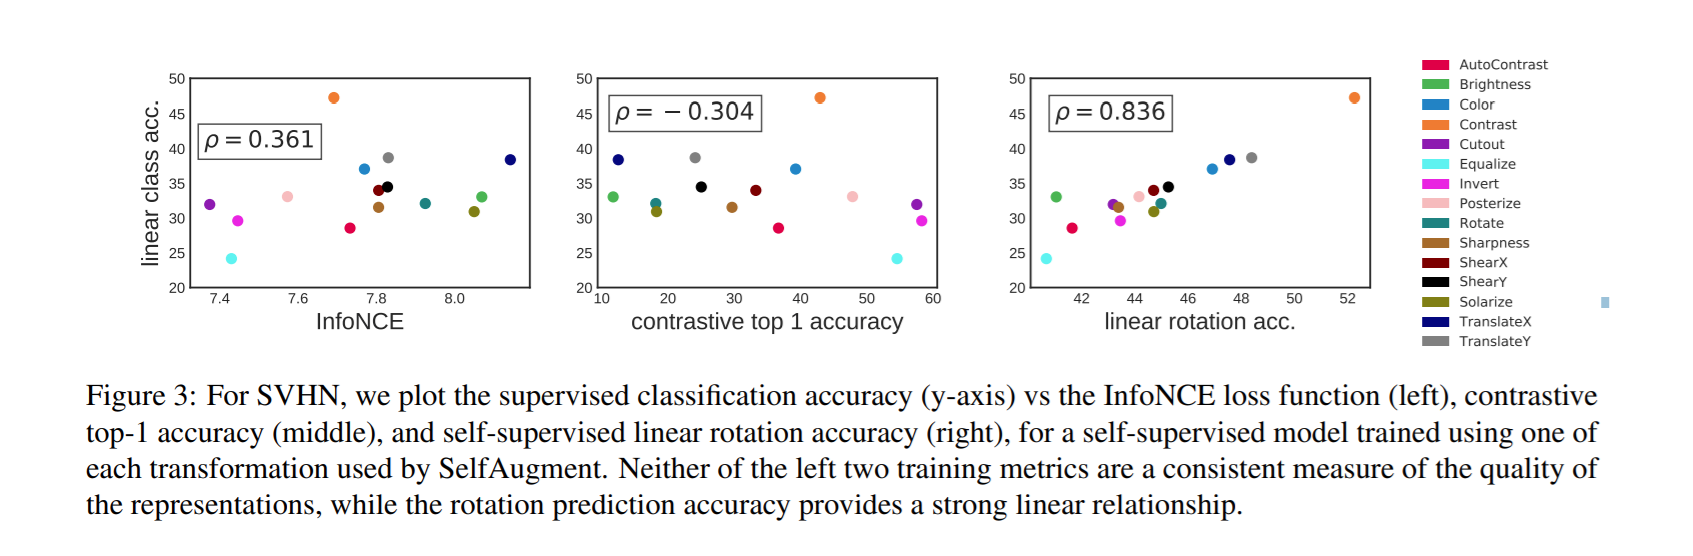 linear class acc.
50
45
40
35
30
25
20
ρ = 0.361
7.4 7.6 7.8 8.0
InfoNCE
50
45
40
35
30
25
20
ρ = − 0.304
10 20 30 40 50 60
contrastive top 1 accuracy
50
45
40
35
30
25
20
ρ = 0.836
42 44 46 48 50 52
linear rotation acc.
AutoContrast
Brightness
Color
Contrast
Cutout
Equalize
Invert
Posterize
Rotate
Sharpness
ShearX
ShearY
Solarize
TranslateX
TranslateY
Figure 3: For SVHN, we plot the supervised classification accuracy (y-axis) vs the InfoNCE loss function (left), contrastive
top-1 accuracy (middle), and self-supervised linear rotation accuracy (right), for a self-supervised model trained using one of
each transformation used by SelfAugment. Neither of the left two training metrics are a consistent measure of the quality of
the representations, while the rotation prediction accuracy provides a strong linear relationship.